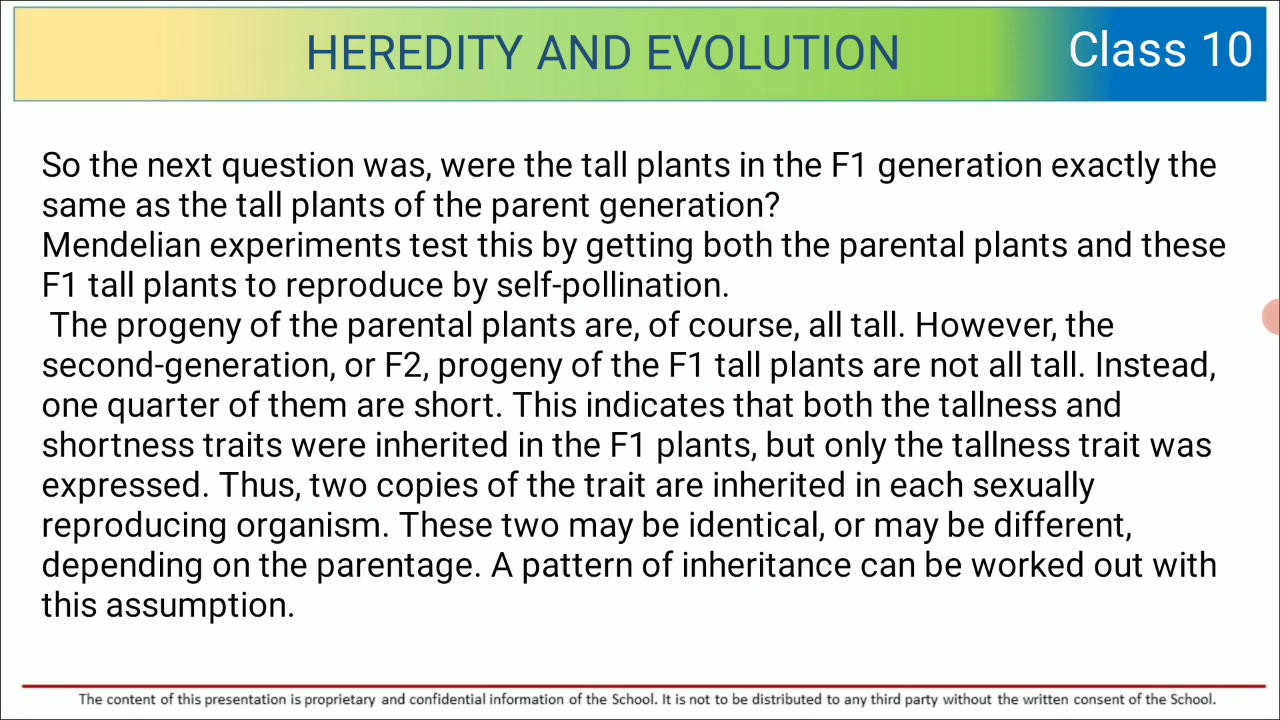 HEREDITY AND EVOLUTION
Class 10
So the next question was, were the tall plants in the F1 generation exactly the
same as the tall plants of the parent generation?
Mendelian experiments test this by getting both the parental plants and these
F1 tall plants to reproduce by self-pollination.
The progeny of the parental plants are, of course, all tall. However, the
second-generation, or F2, progeny of the F1 tall plants are not all tall. Instead,
one quarter of them are short. This indicates that both the tallness and
shortness traits were inherited in the F1 plants, but only the tallness trait was
expressed. Thus, two copies of the trait are inherited in each sexually
reproducing organism. These two may be identical, or may be different,
depending on the parentage. A pattern of inheritance can be worked out with
this assumption.
The content of this presentation is proprietary and confidential information of the School. It is not to be distributed to any third party without the written consent of the School.